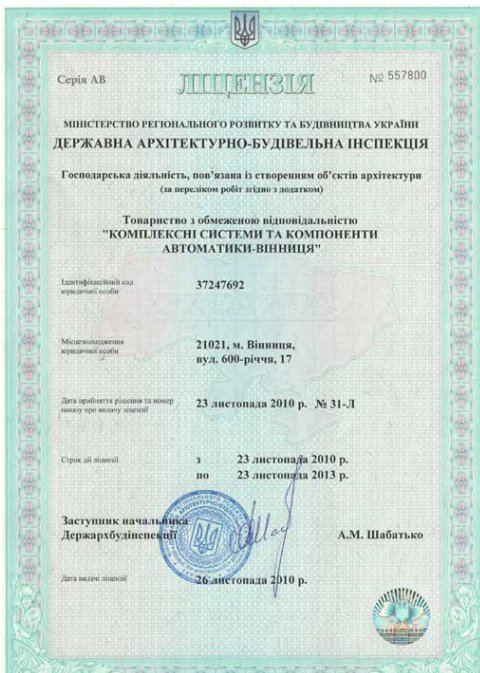 Серія АВ
ЛІЦЕНЗІЯ
№ 557800
МІНІСТЕРСТВО РЕГІОНАЛЬНОГО РОЗВИТКУ ТА БУДІВНИЦТВА УКРАЇНИ
ДЕРЖАВНА АРХІТЕКТУРНО-БУДІВЕЛЬНА ІНСПЕКЦІЯ
Господарська діяльність, пов'язана із створенням об'єктів архітектури
(за переліком робіт згідно з додатком)
Товариство з обмеженою відповідальністю
"КОМПЛЕКСНІ СИСТЕМИ ТА КОМПОНЕНТИ
АВТОМАТИКИ-ВІННИЦЯ"
Ідентифікаційний код
юридичної особи
37247692
Місцезнаходження
юридичної особи
21021, м. Вінниця,
вул. 600-річчя, 17
Дата прийняття рішення та номер
наказу про видачу ліцензії
23 листопада 2010 р. № 31-Л
Строк дії ліцензії
з 23 листопада 2010 р.
по 23 листопада 2013 р.
Заступник начальника
Держархбудінспекції
А.М. Шабатько
Дата видачі ліцензії
26 листопада 2010 р.